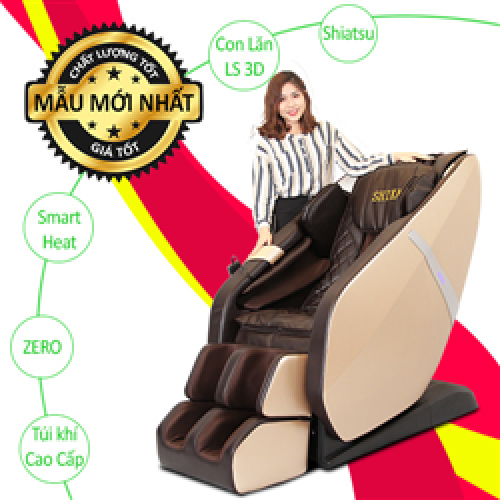 CHẤT LƯỢNG TỐT
MẪU MỚI NHẤT
GIÁ TỐT
Con Lăn
LS 3D
Shiatsu
Smart
Heat
ZERO
Túi khí
Cao Cấp